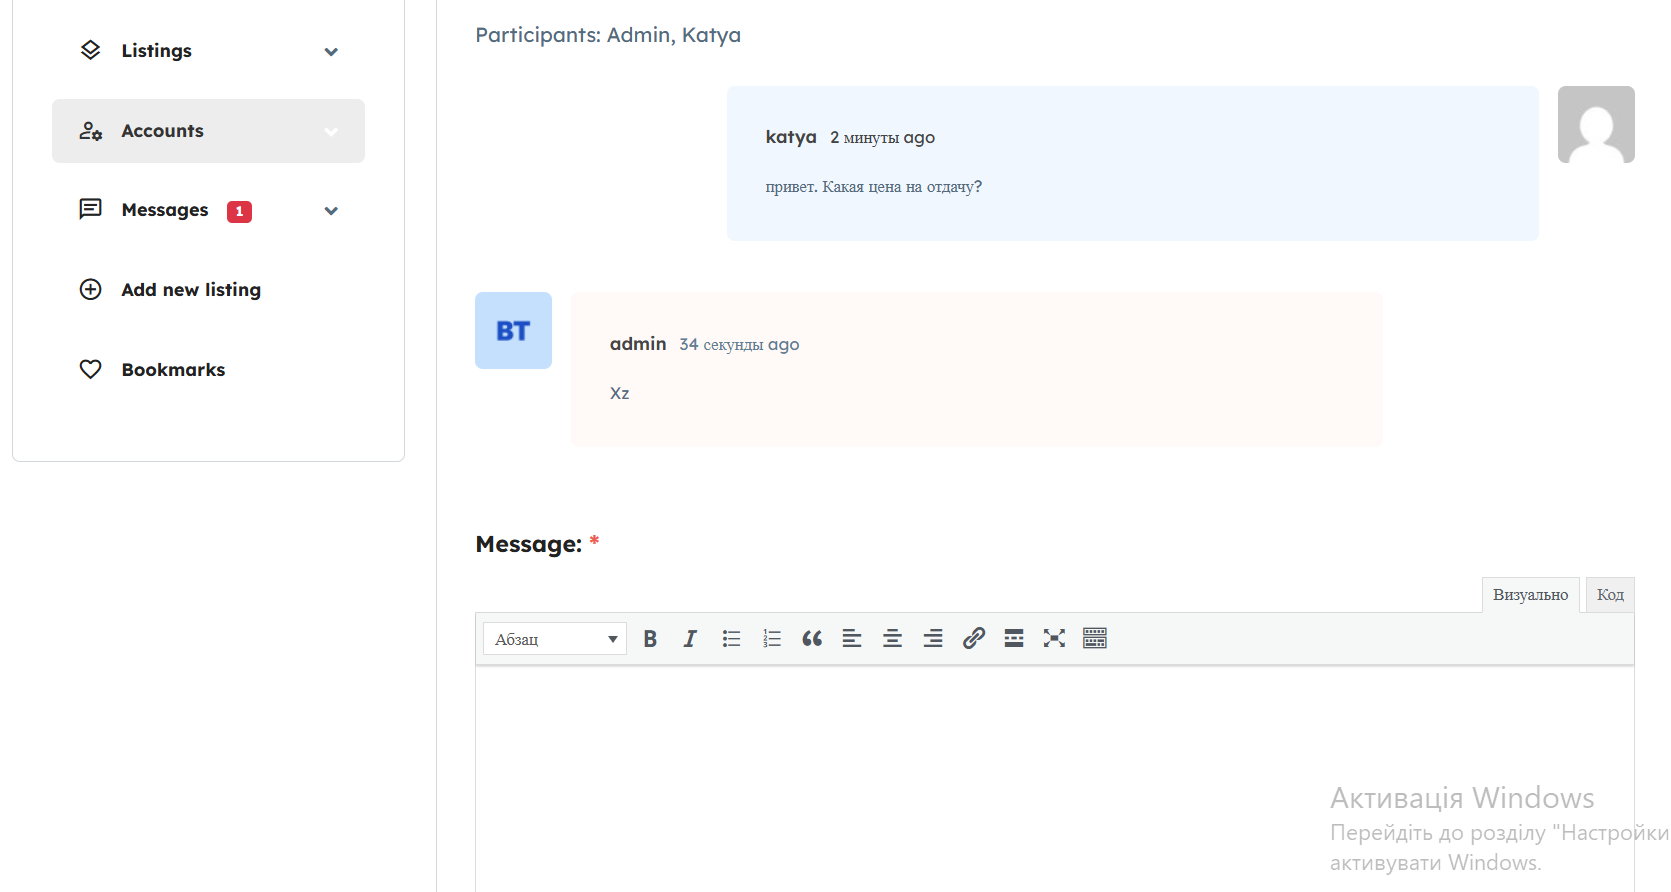 Listings
Accounts
Messages 1
Add new listing
Bookmarks
Participants: Admin, Katya
katya 2 минуты ago
привет. Какая цена на отдачу?
BT
admin 34 секунды ago
Xz
Message: *
Визуально Код
Абзац
Активація Windows
Перейдіть до розділу "Настройки
активувати Windows.